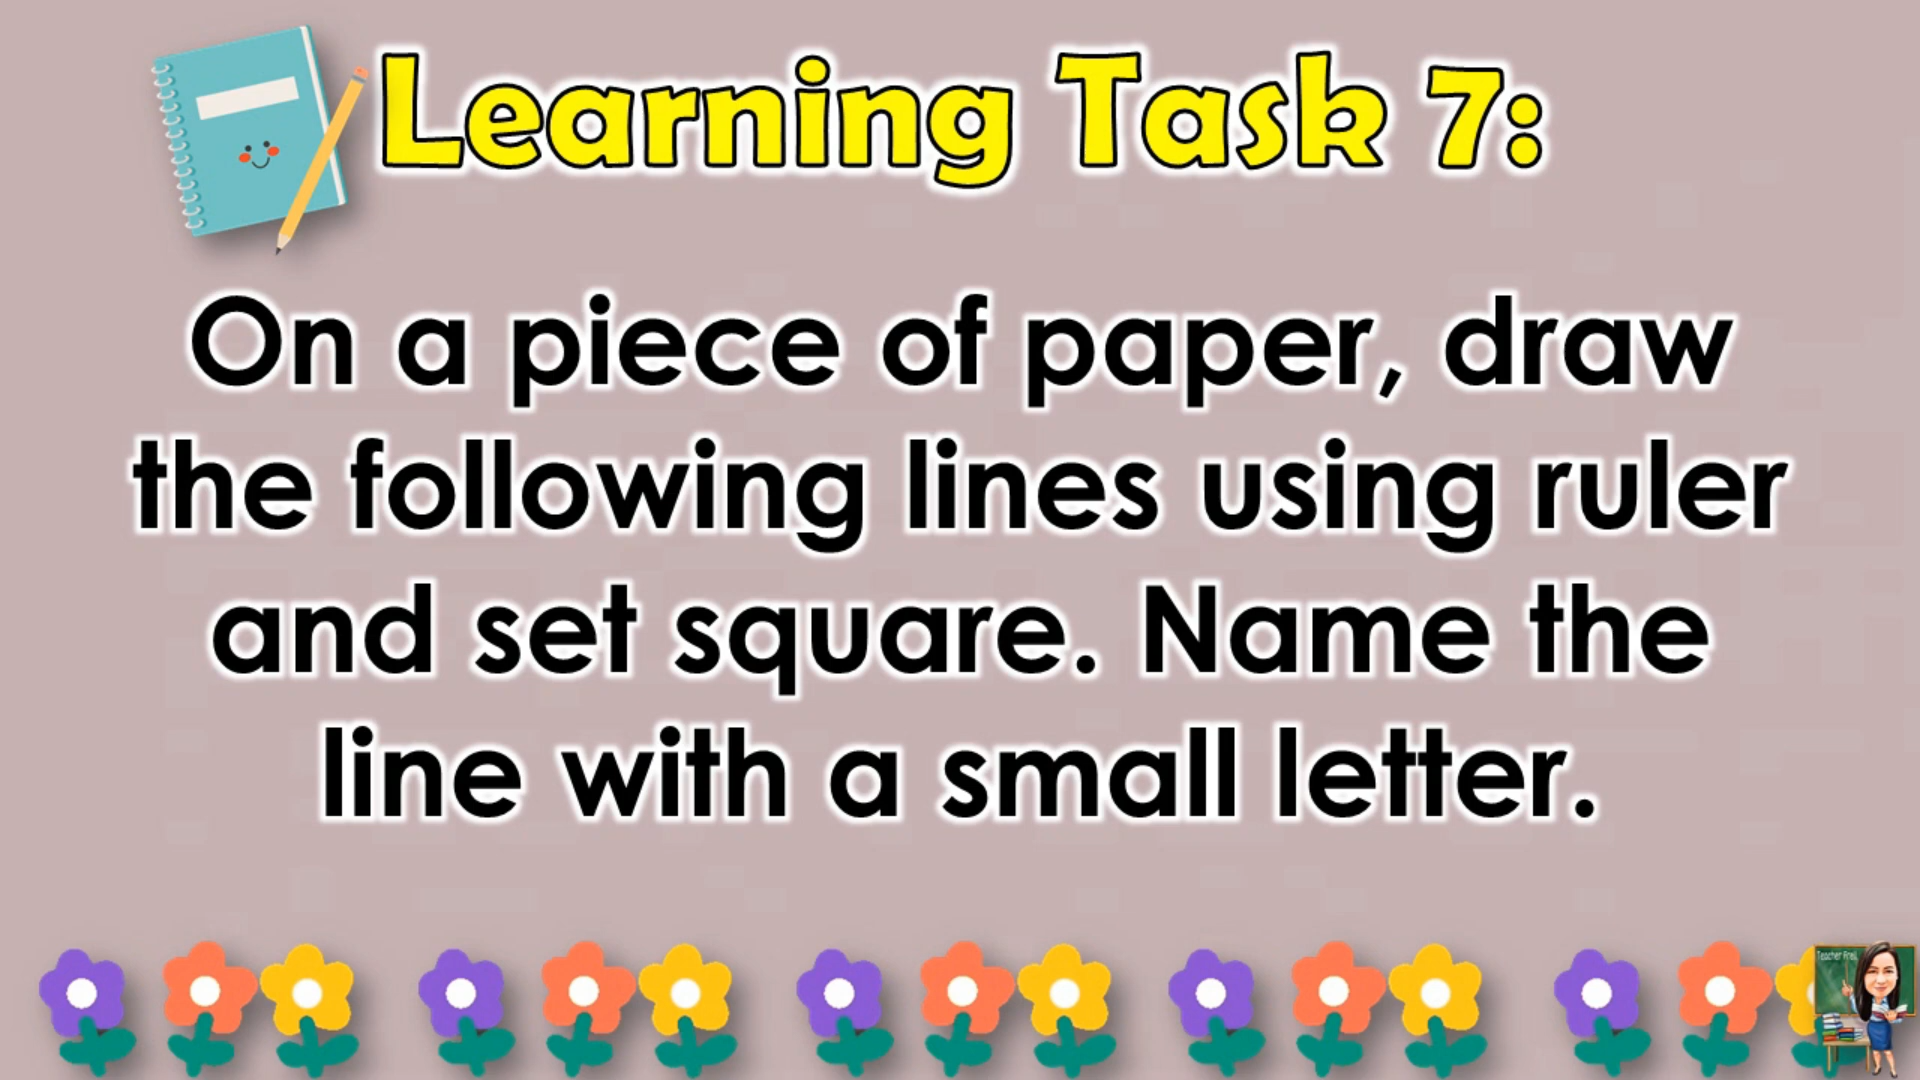 Learning Task 7:
On a piece of paper, draw
the following lines using ruler
and set square. Name the
line with a small letter.